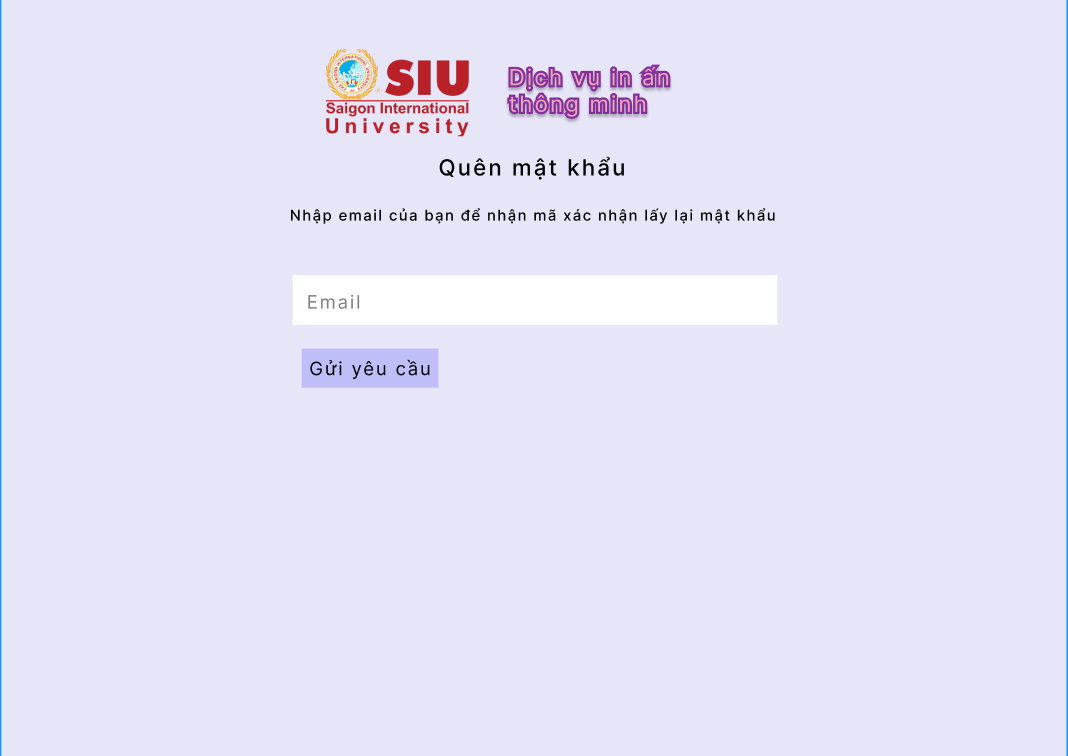 SIU
Saigon International
University
Dịch vụ in ấn
thông minh
Quên mật khẩu
Nhập email của bạn để nhận mã xác nhận lấy lại mật khẩu
Email
Gửi yêu cầu